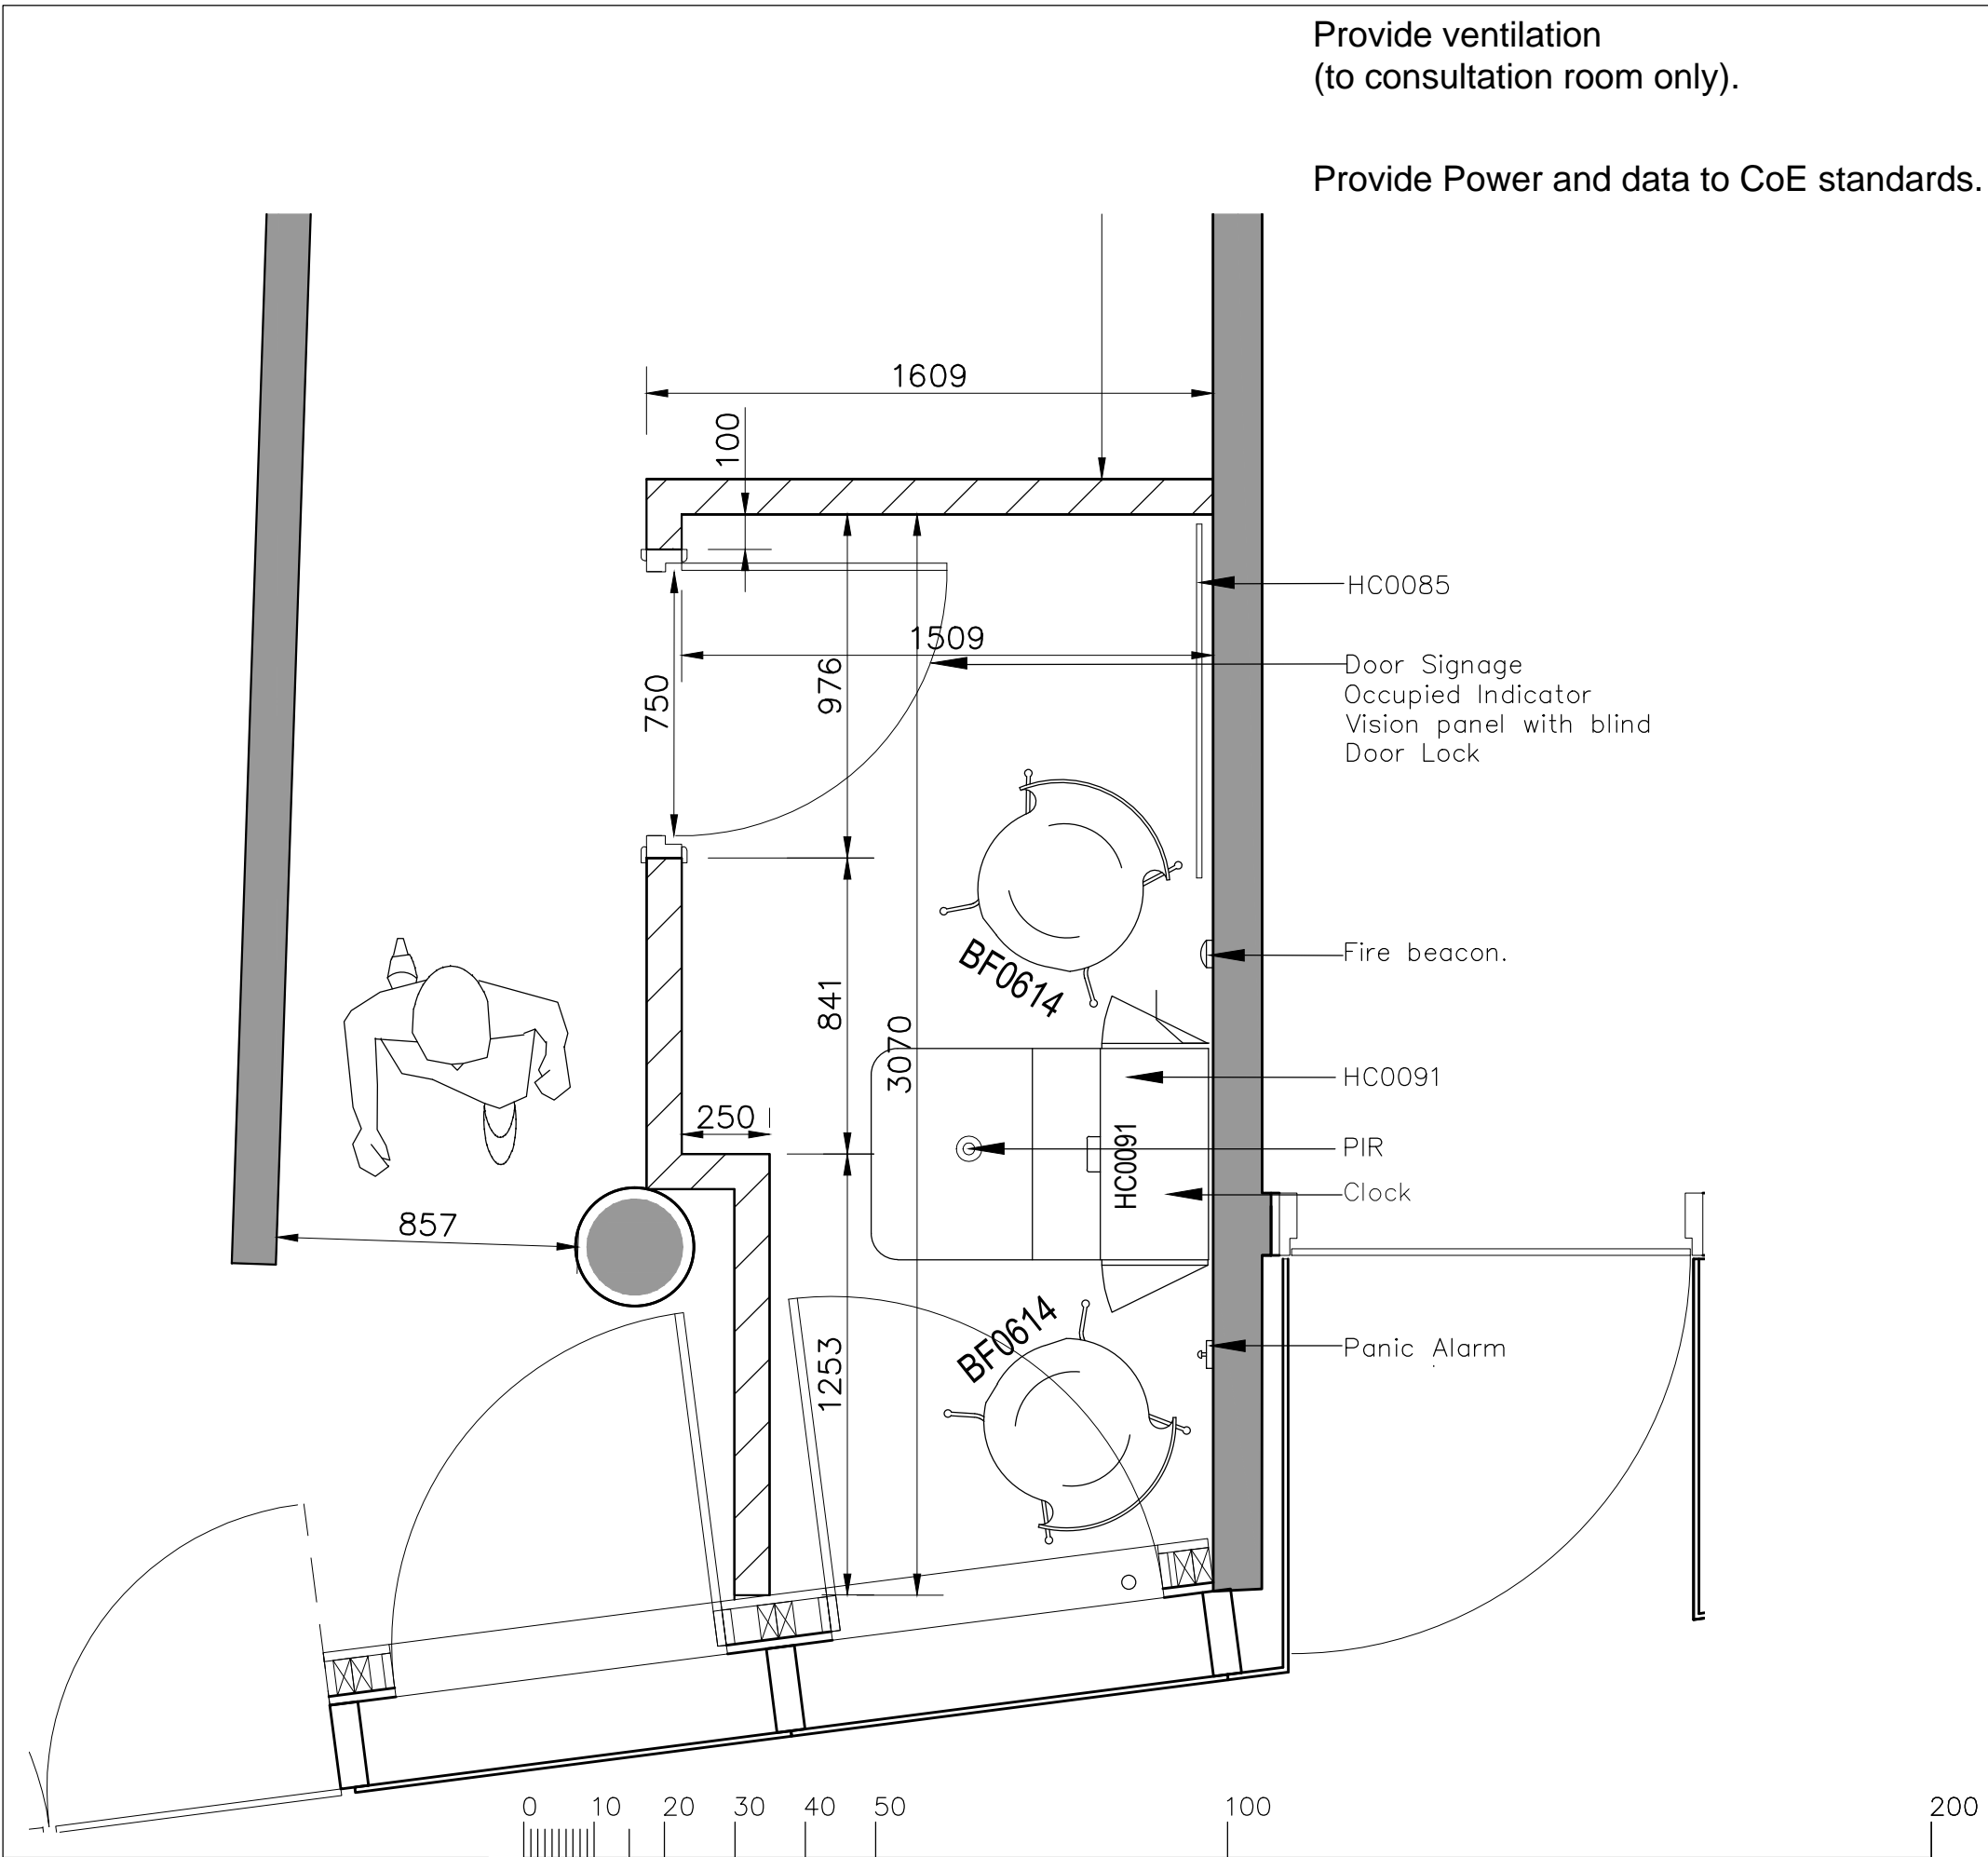 Provide ventilation
(to consultation room only).
Provide Power and data to CoE standards.
1609
100
HC0085
1509
Door Signage
Occupied Indicator
Vision panel with blind
Door Lock
750
976
BF0614
Fire beacon.
841
3070
HC0091
250
HC0091
PIR
Clock
857
BF0614
1253
Panic Alarm
0 10 20 30 40 50 100 200